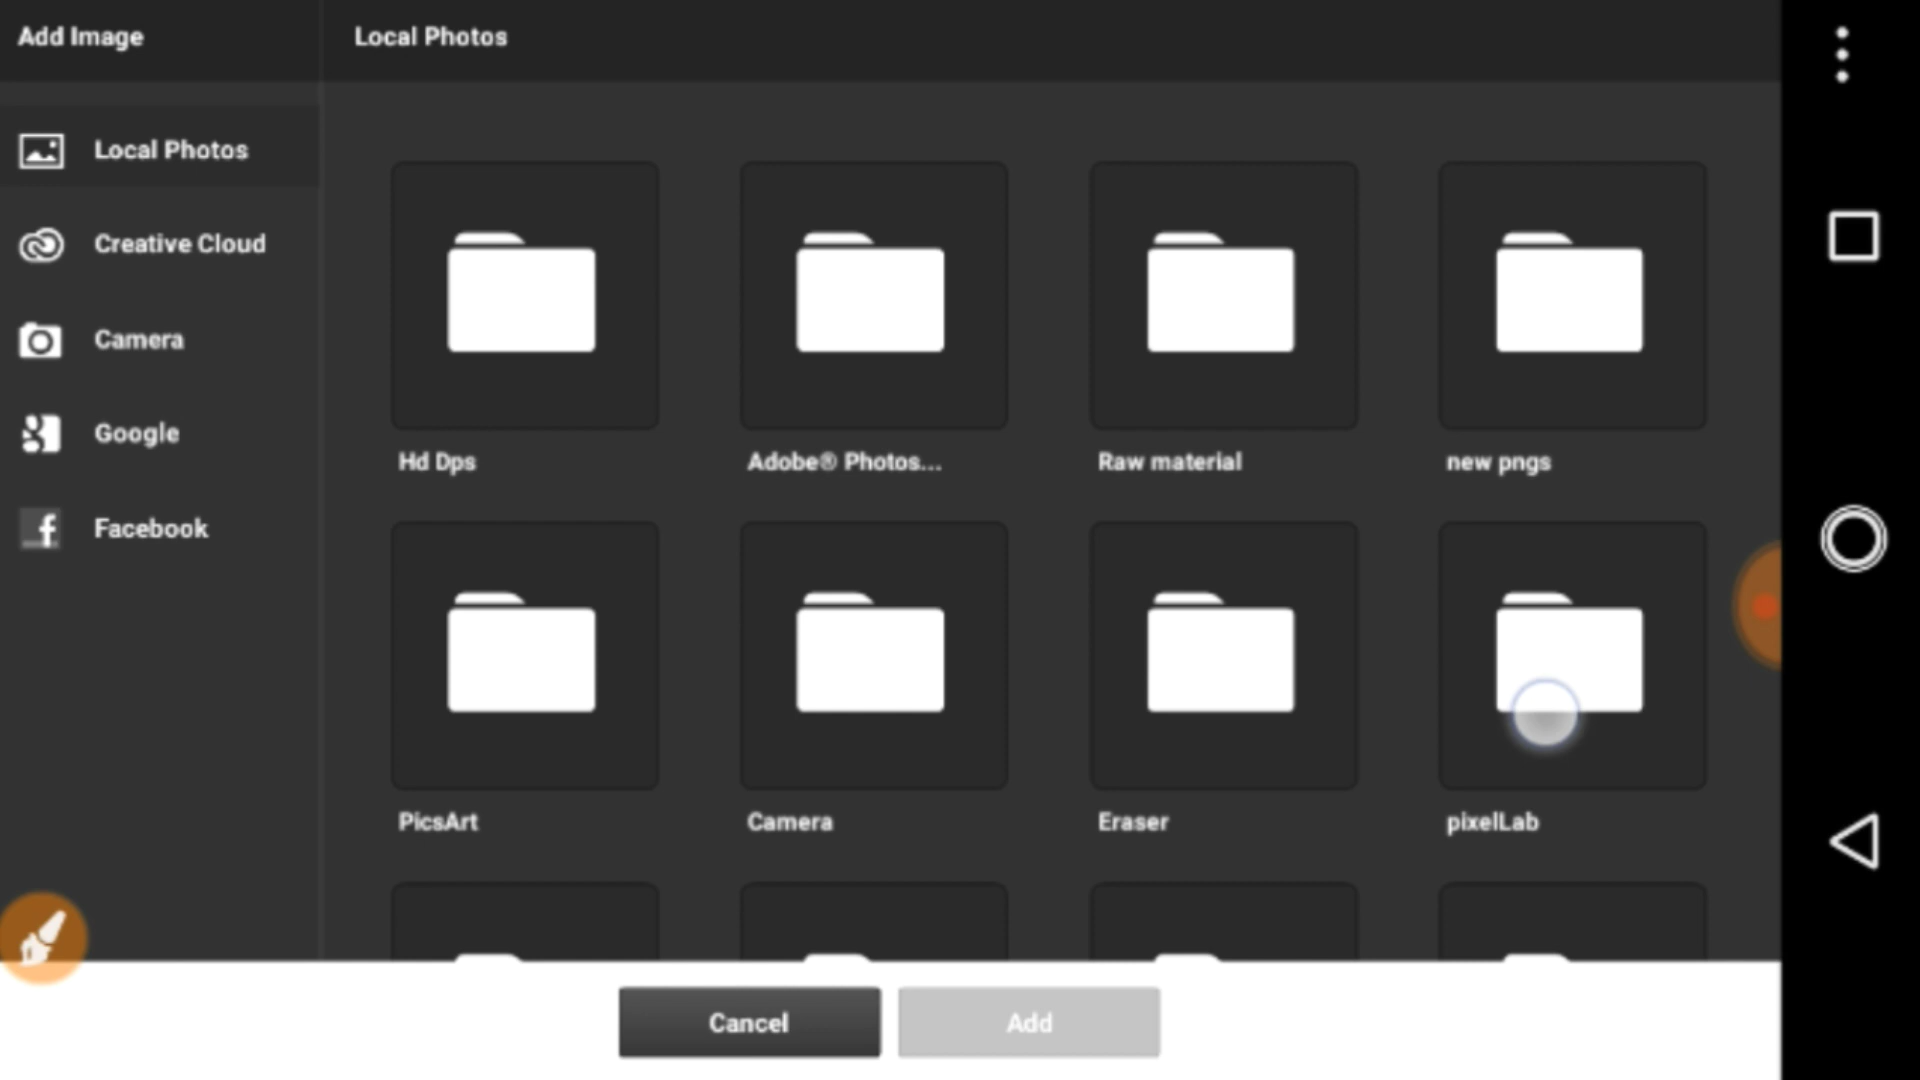 Add Image
Local Photos
Local Photos
Creative Cloud
Camera
Google
Facebook
Hd Dps
Adobe® Photos...
Raw material
new pngs
PicsArt
Camera
Eraser
pixelLab
Cancel
Add